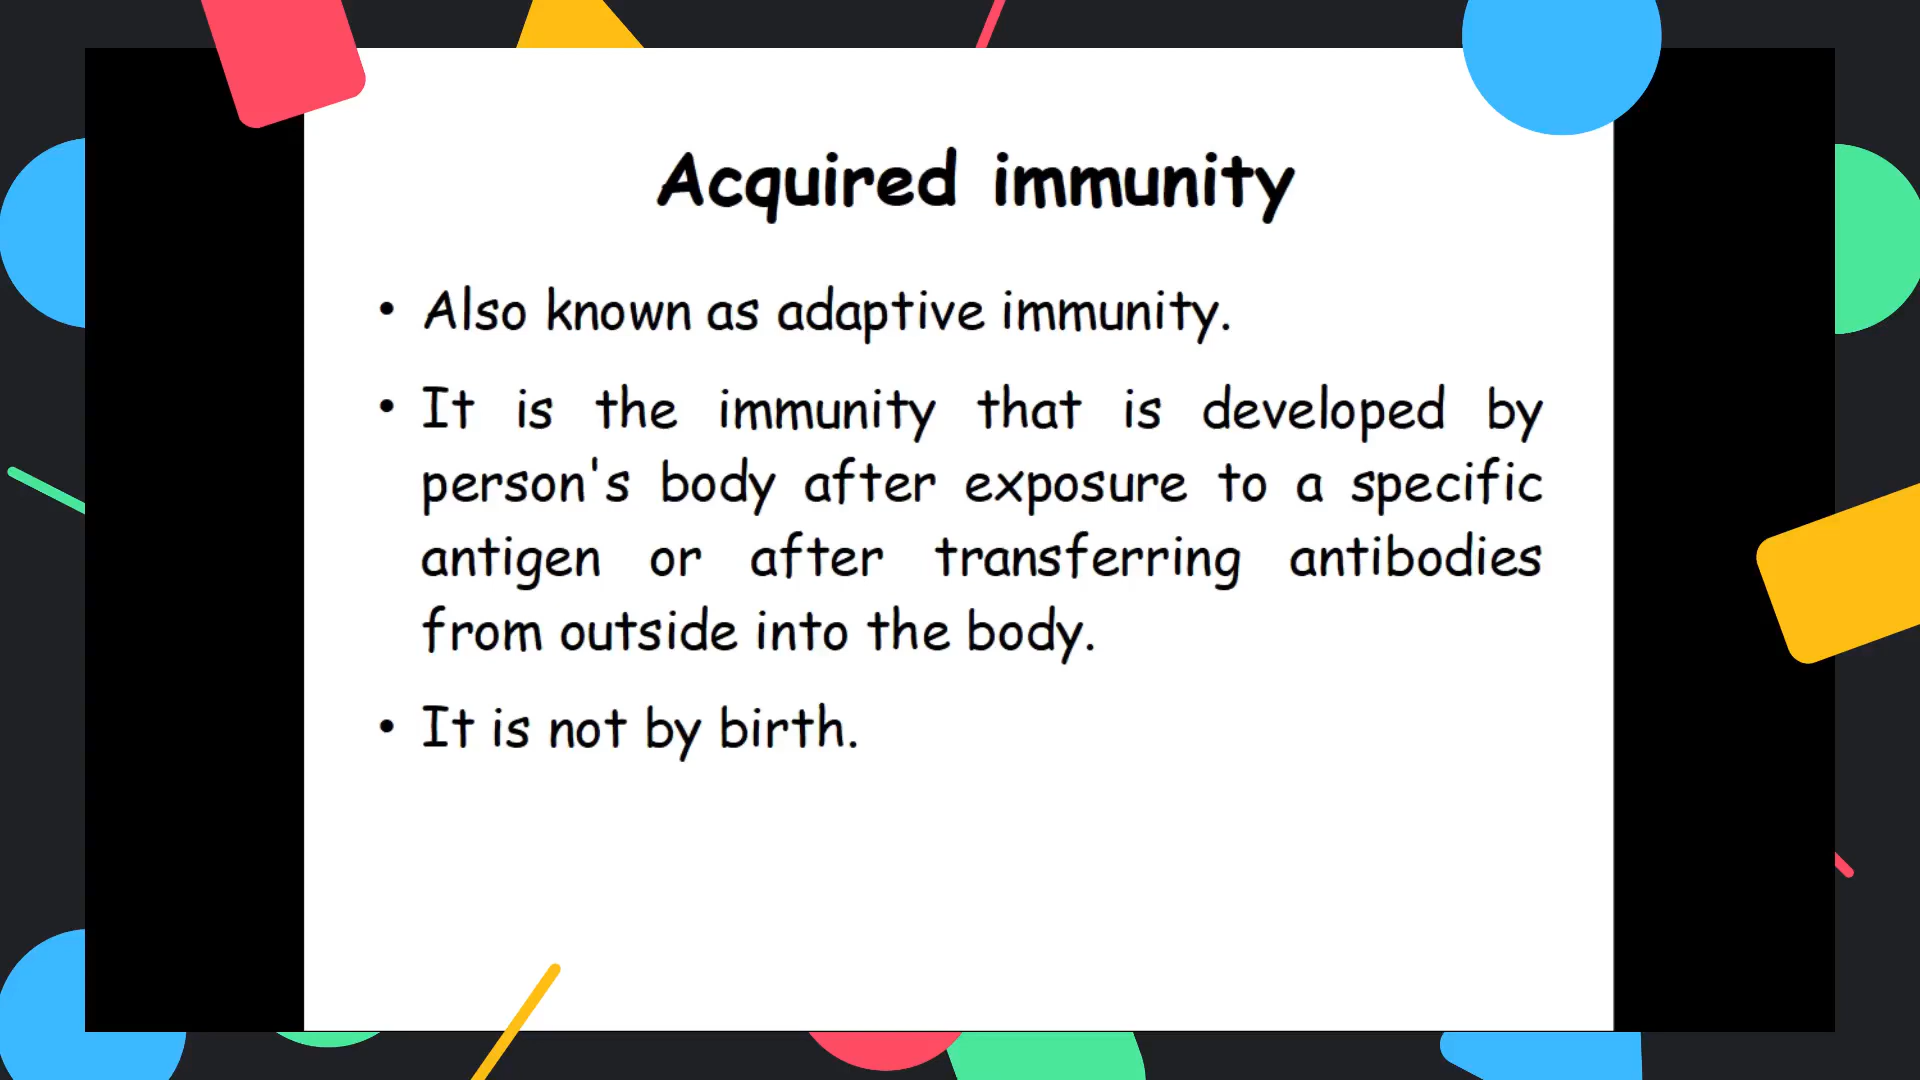 Acquired immunity
• Also known as adaptive immunity.
• It is the immunity that is developed by
person's body after exposure to a specific
antigen or after transferring antibodies
from outside into the body.
• It is not by birth.